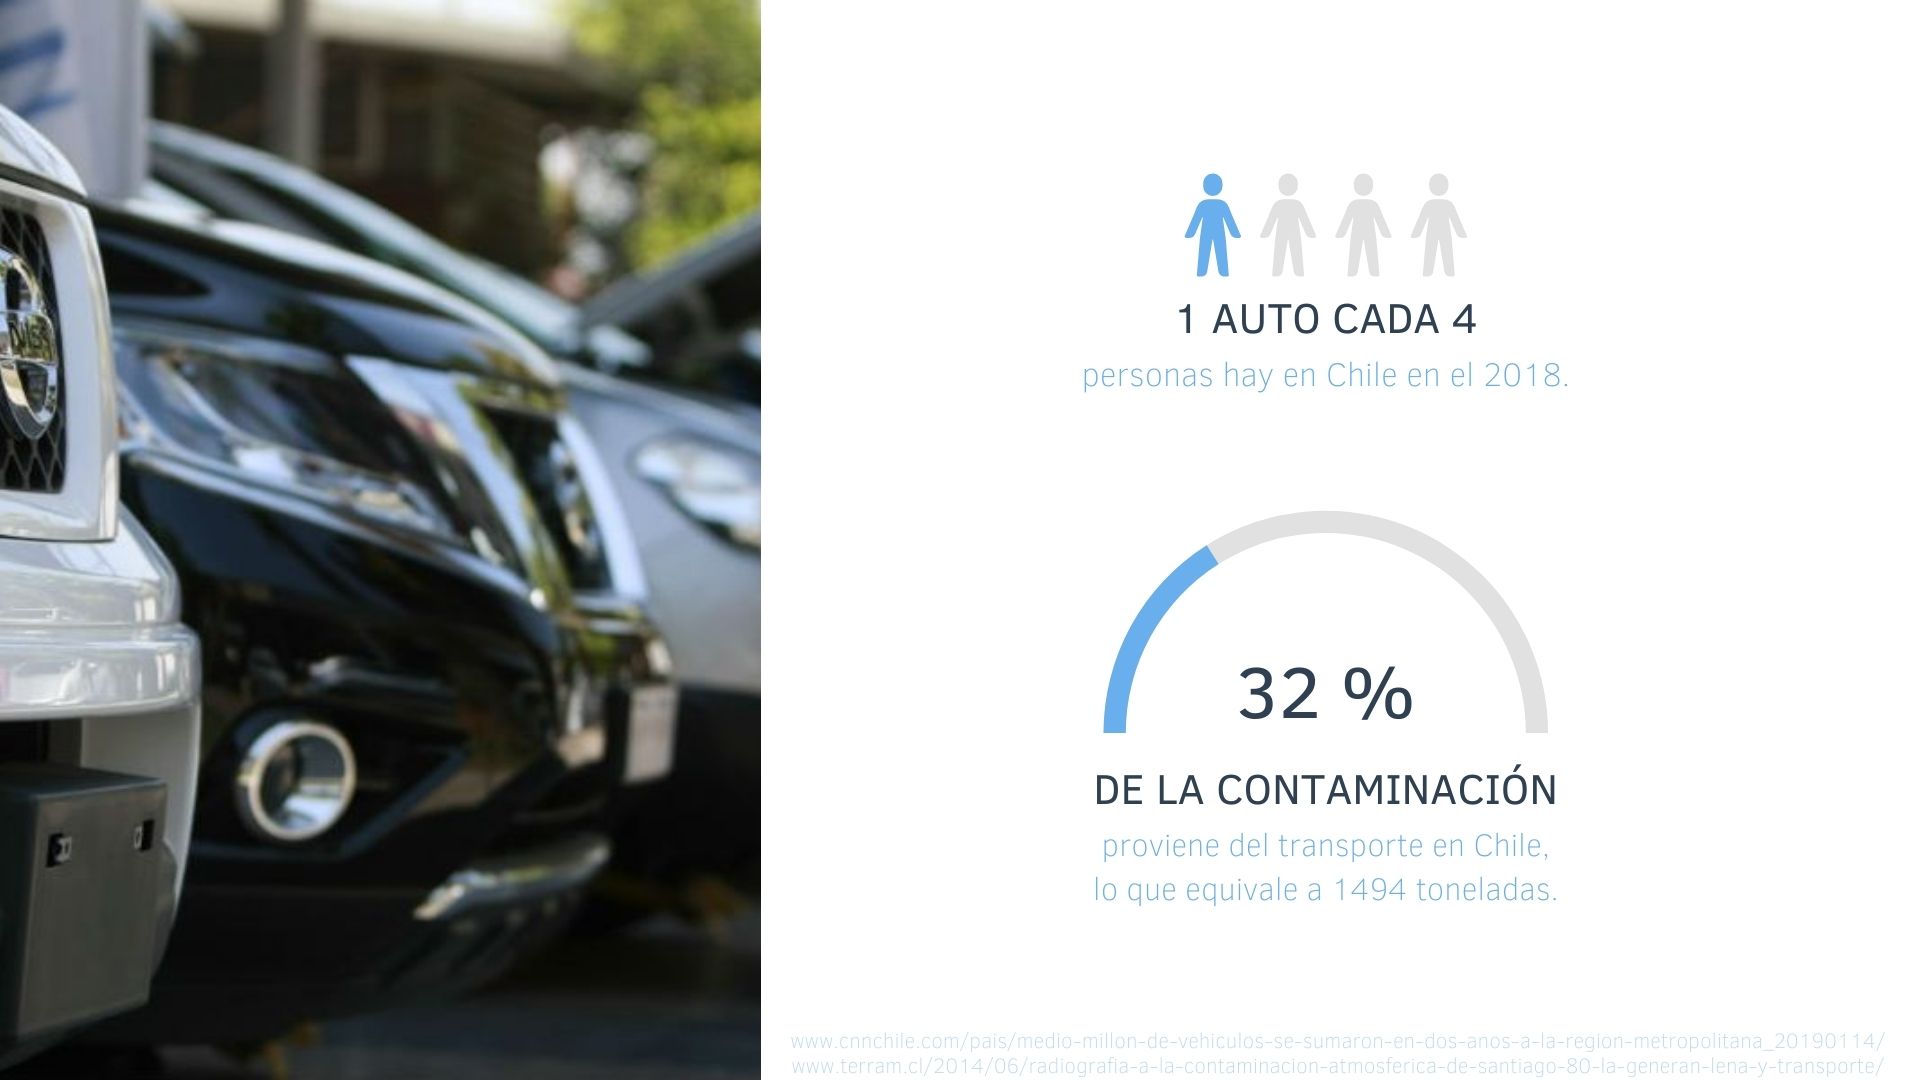 1 AUTO CADA 4
personas hay en Chile en el 2018.
32 %
DE LA CONTAMINACIÓN
proviene del transporte en Chile,
lo que equivale a 1494 toneladas.
www.cnnchile.com/pais/medio-millon-de-vehiculos-se-sumaron-en-dos-anos-a-la-region-metropolitana_20190114/
www.terram.cl/2014/06/radiografia-a-la-contaminacion-atmosferica-de-santiago-80-la-generan-lena-y-transporte/